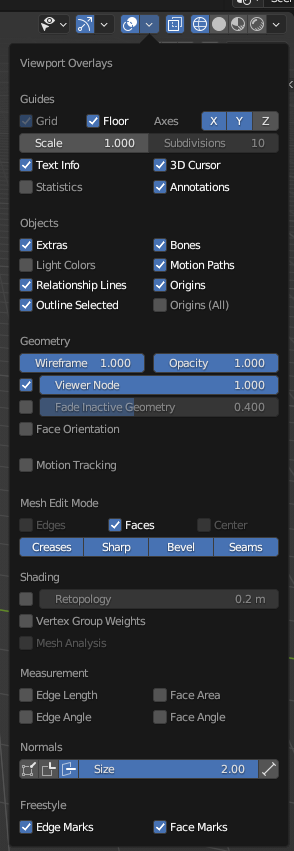 Viewport Overlays
Guides
Grid Floor Axes X Y Z
Scale 1.000 Subdivisions 10
Text Info 3D Cursor
Statistics Annotations
Objects
Extras Bones
Light Colors Motion Paths
Relationship Lines Origins
Outline Selected Origins (All)
Geometry
Wireframe 1.000 Opacity 1.000
Viewer Node 1.000
Fade Inactive Geometry 0.400
Face Orientation
Motion Tracking
Mesh Edit Mode
Edges Faces Center
Creases Sharp Bevel Seams
Shading
Retopology 0.2 m
Vertex Group Weights
Mesh Analysis
Measurement
Edge Length Face Area
Edge Angle Face Angle
Normals
Size 2.00
Freestyle
Edge Marks Face Marks